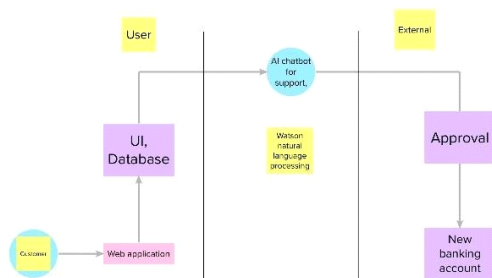 User
External
AI chatbot
for
support,
UI,
Database
Watson
natural
language
processing
Approval
Customer
Web application
New
banking
account